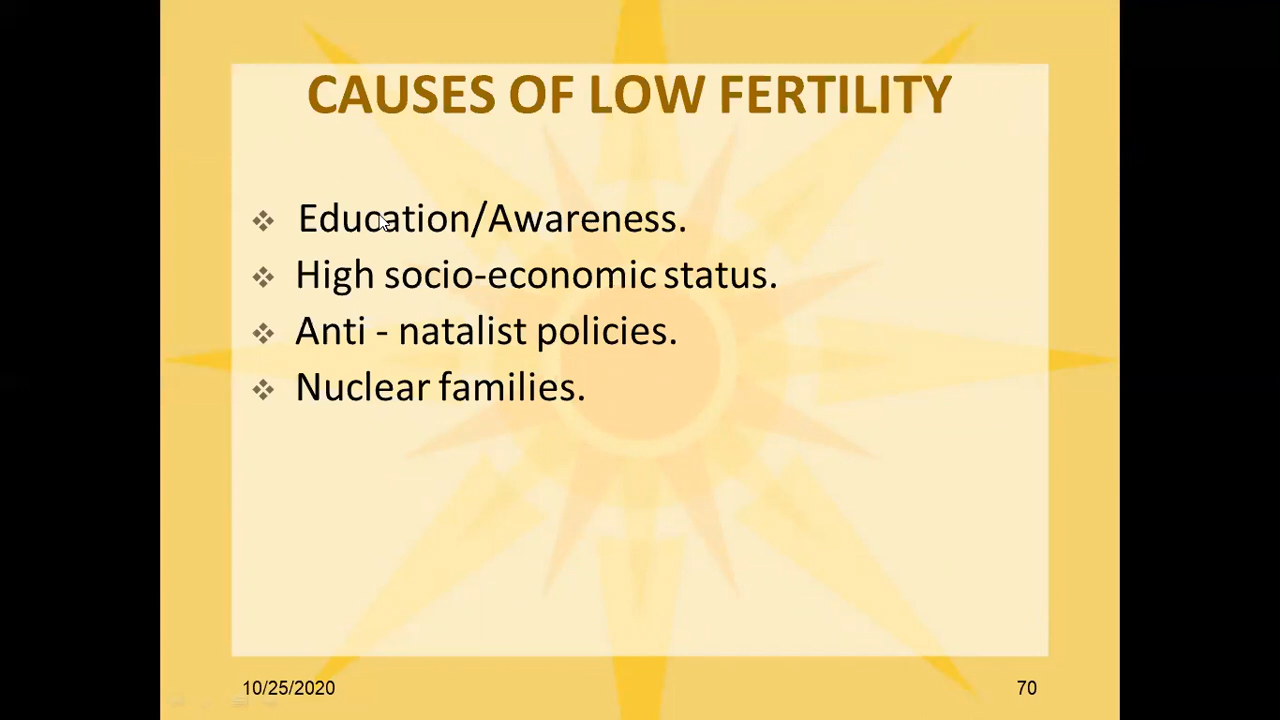 CAUSES OF LOW FERTILITY
Education/Awareness.
High socio-economic status.
Anti - natalist policies.
Nuclear families.
10/25/2020
70